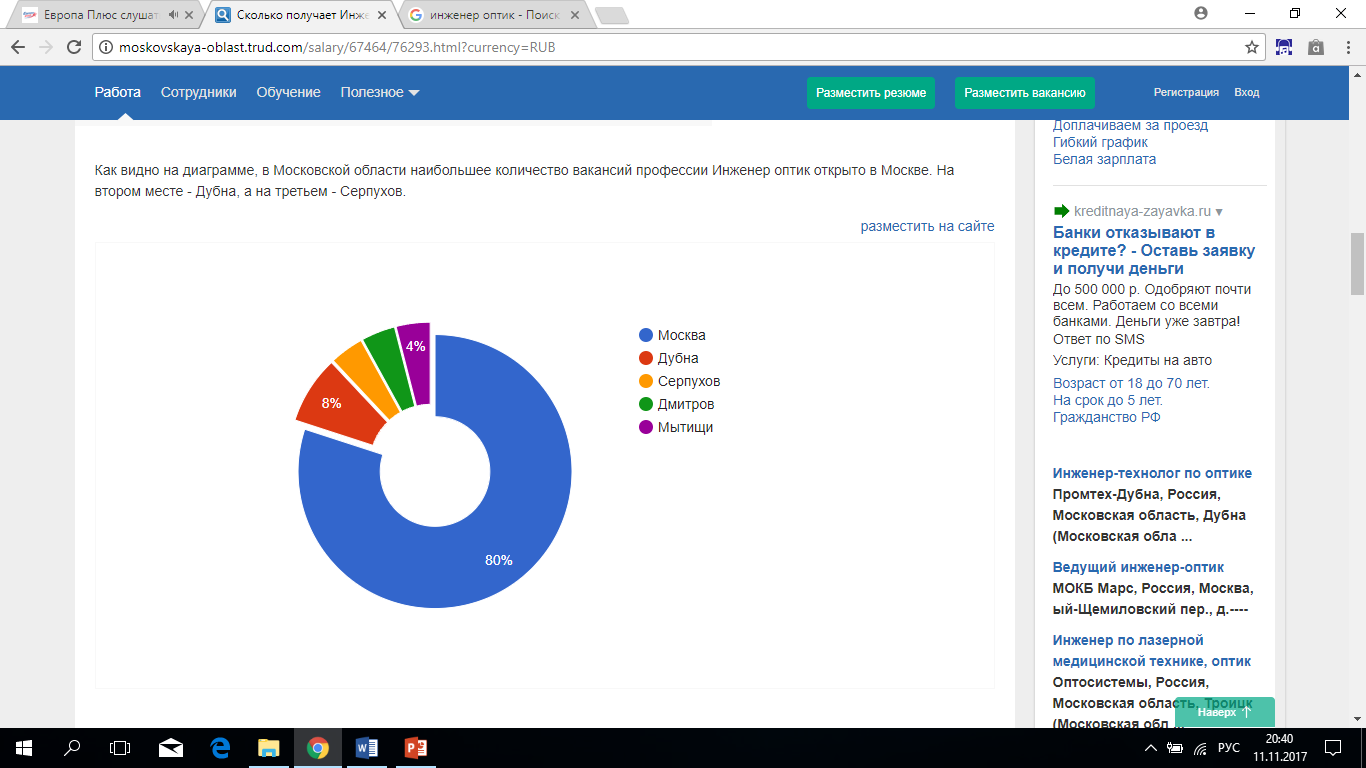 Европа Плюс слушат
Сколько получает Инже
инженер оптик - Поиск
moskovskaya-oblast.trud.com/salary/67464/76293.html?currency=RUB
Работа
Сотрудники
Обучение
Полезное
Разместить резюме
Разместить вакансию
Регистрация
Вход
Как видно на диаграмме, в Московской области наибольшее количество вакансий профессии Инженер оптик открыто в Москве. На
втором месте - Дубна, а на третьем - Серпухов.
разместить на сайте
4%
8%
80%
Москва
Дубна
Серпухов
Дмитров
Мытищи
Доплачиваем за проезд
Гибкий график
Белая зарплата
kreditnaya-zayavka.ru
Банки отказывают в
кредите? - Оставь заявку
и получи деньги
До 500 000 р. Одобряют почти
всем. Работаем со всеми
банками. Деньги уже завтра!
Ответ по SMS
Услуги: Кредиты на авто
Возраст от 18 до 70 лет.
На срок до 5 лет.
Гражданство РФ
Инженер-технолог по оптике
Промтех-Дубна, Россия,
Московская область, Дубна
(Московская обла ...
Ведущий инженер-оптик
МОКБ Марс, Россия, Москва,
ый-Щемиловский пер., д.----
Инженер по лазерной
медицинской технике, оптик
Оптосистемы, Россия,
Московская область, Троицк
(Московская обл ...
Наверх
РУС
20:40
11.11.2017